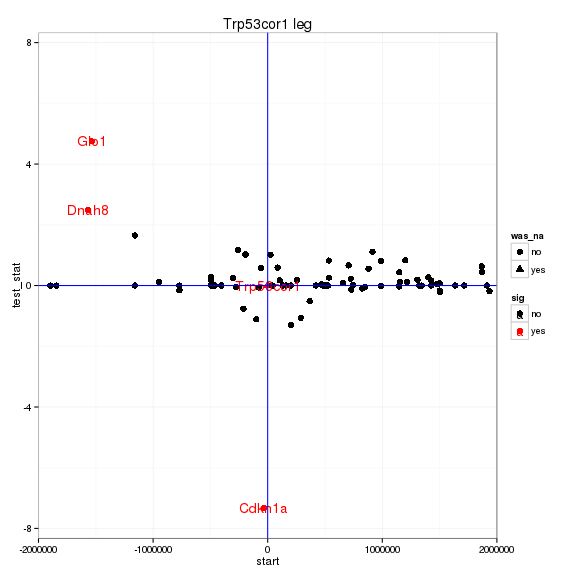 Trp53cor1 leg
8
4
0
-4
-8
test_stat
Glo1
Dnah8
Trp53cor1
Cdkn1a
-2000000 -1000000 0 1000000 2000000
start
was_na
no
yes
sig
no
yes